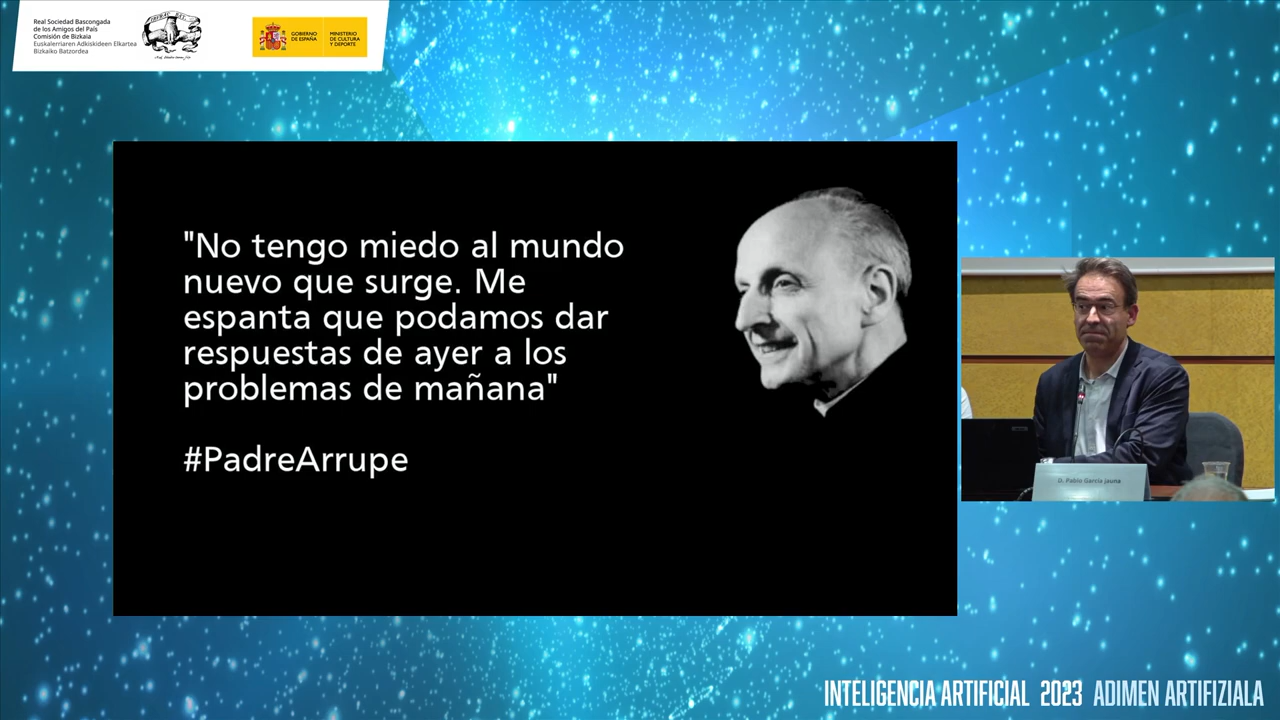 Real Sociedad Bascongada
de los Amigos del País
Comisión de Bizkaia
Euskalerriaren Adkiskideen Elkartea
Bizkaiko Batzordea
GOBIERNO
DE ESPAÑA
MINISTERIO
DE CULTURA
Y DEPORTE
"No tengo miedo al mundo
nuevo que surge. Me
espanta que podamos dar
respuestas de ayer a los
problemas de mañana"
#PadreArrupe
D. Pablo García Jauna
INTELIGENCIA ARTIFICIAL 2023 ADIMEN ARTIFIZIALA